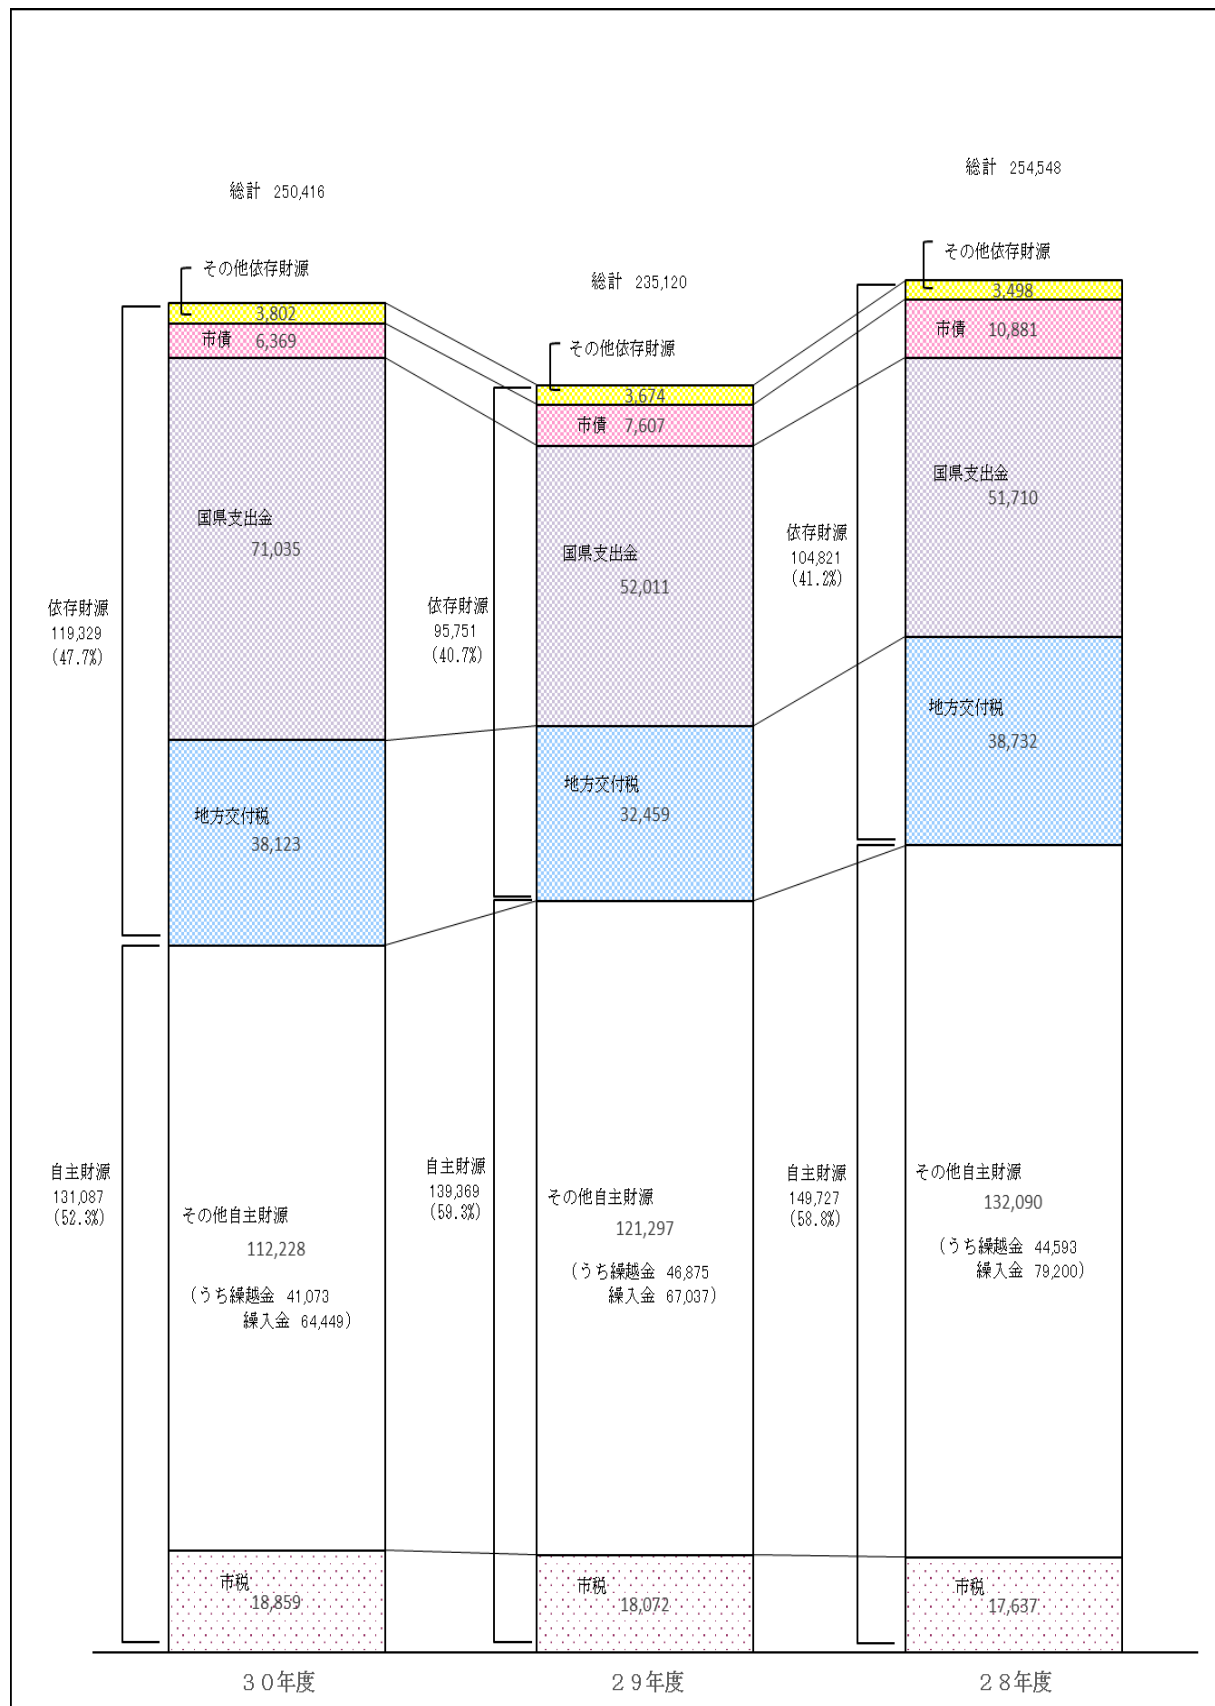 総計 250,416
その他依存財源
3,802
市債 6,369
国県支出金
71,035
依存財源
119,329
(47.7%)
地方交付税
38,123
自主財源
131,087
(52.3%)
その他自主財源
112,228
(うち繰越金 41,073
繰入金 64,449)
市税
18,859
30年度
総計 235,120
その他依存財源
3,674
市債 7,607
国県支出金
52,011
依存財源
95,751
(40.7%)
地方交付税
32,459
自主財源
139,369
(59.3%)
その他自主財源
121,297
(うち繰越金 46,875
繰入金 67,037)
市税
18,072
29年度
総計 254,548
その他依存財源
3,498
市債 10,881
国県支出金
51,710
依存財源
104,821
(41.2%)
地方交付税
38,732
自主財源
149,727
(58.8%)
その他自主財源
132,090
(うち繰越金 44,593
繰入金 79,200)
市税
17,637
28年度